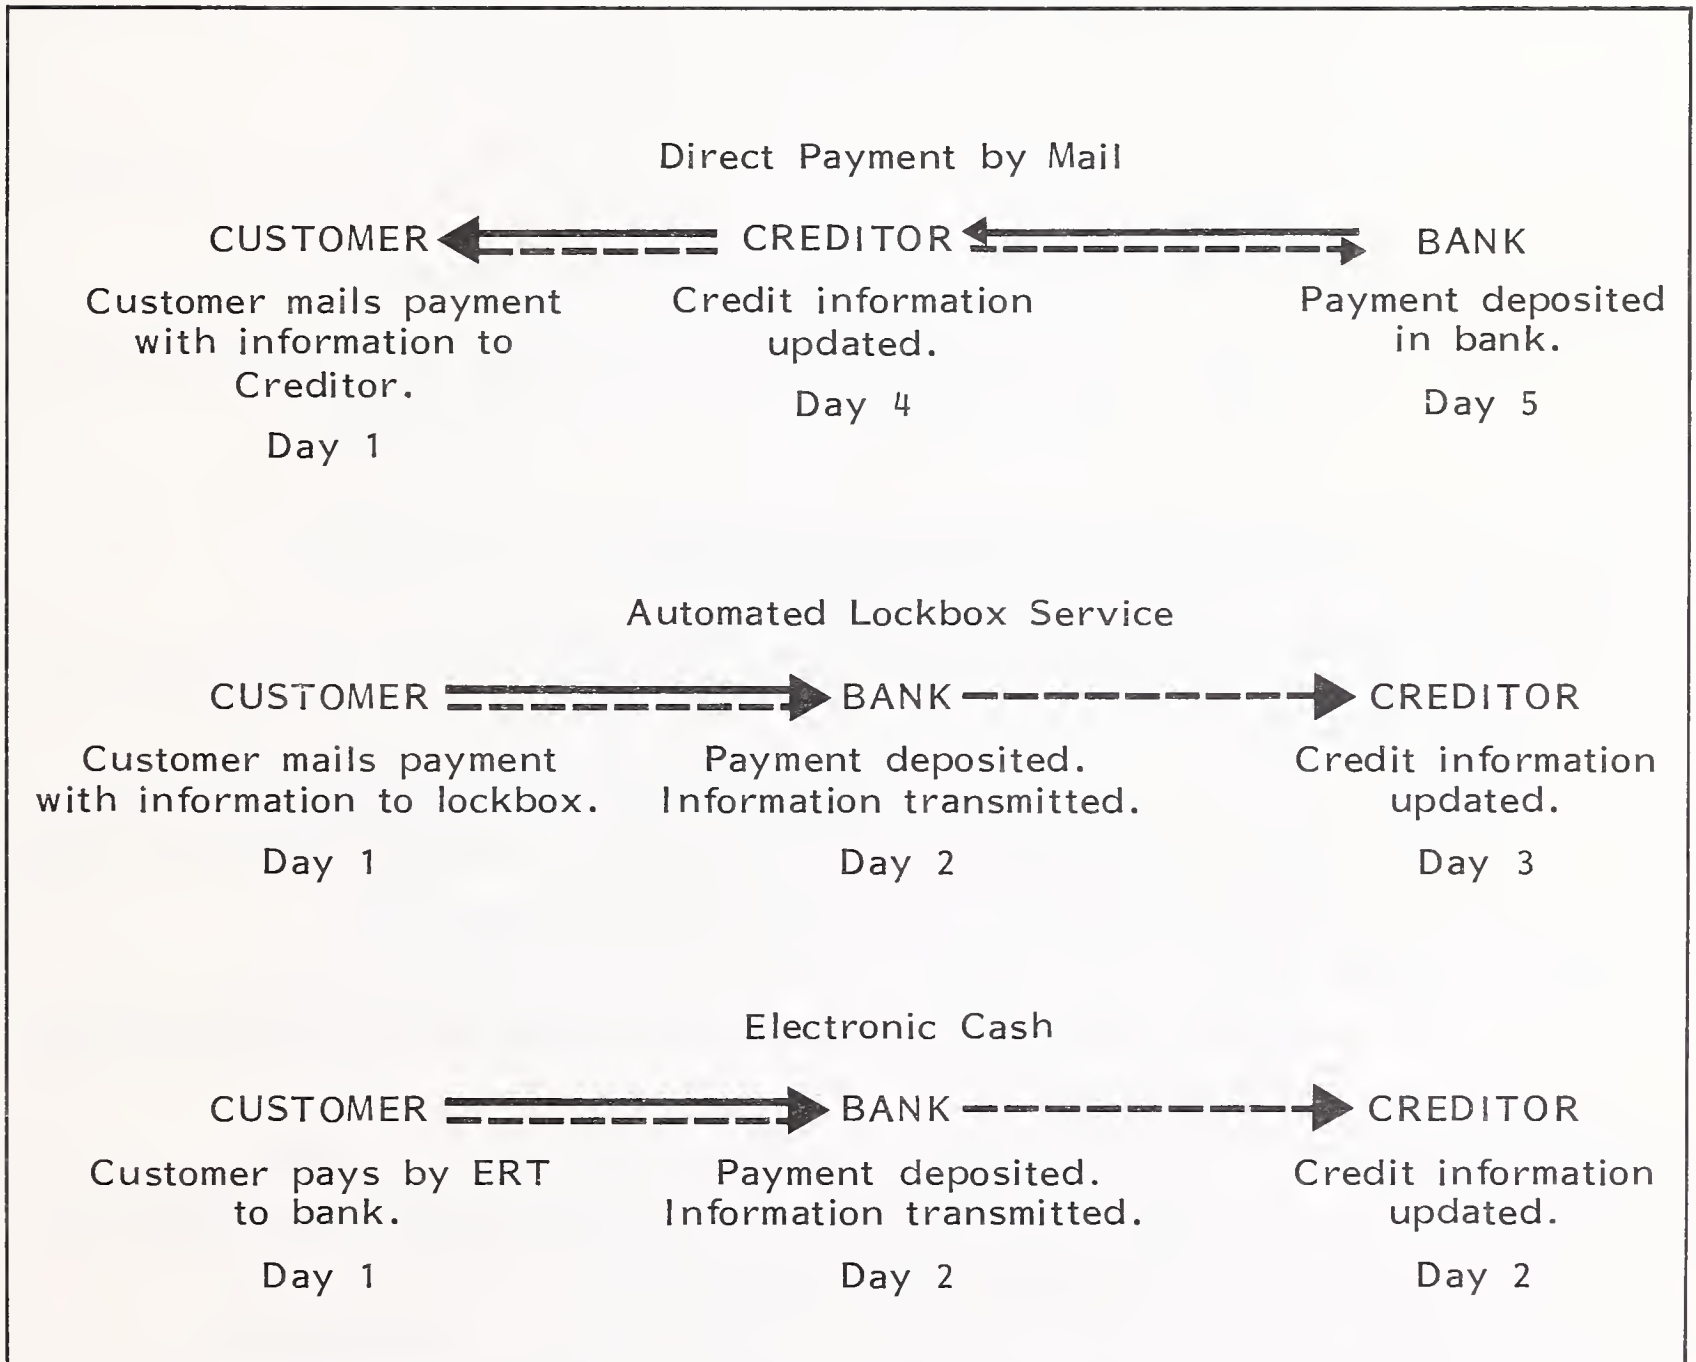 Direct Payment by Mail
CUSTOMER CREDITOR BANK
Customer mails payment
with information to
Creditor.
Day 1
Credit information
updated.
Day 4
Payment deposited
in bank.
Day 5
Automated Lockbox Service
CUSTOMER BANK CREDITOR
Customer mails payment
with information to lockbox.
Day 1
Payment deposited.
Information transmitted.
Day 2
Credit information
updated.
Day 3
Electronic Cash
CUSTOMER BANK CREDITOR
Customer pays by ERT
to bank.
Day 1
Payment deposited.
Information transmitted.
Day 2
Credit information
updated.
Day 2